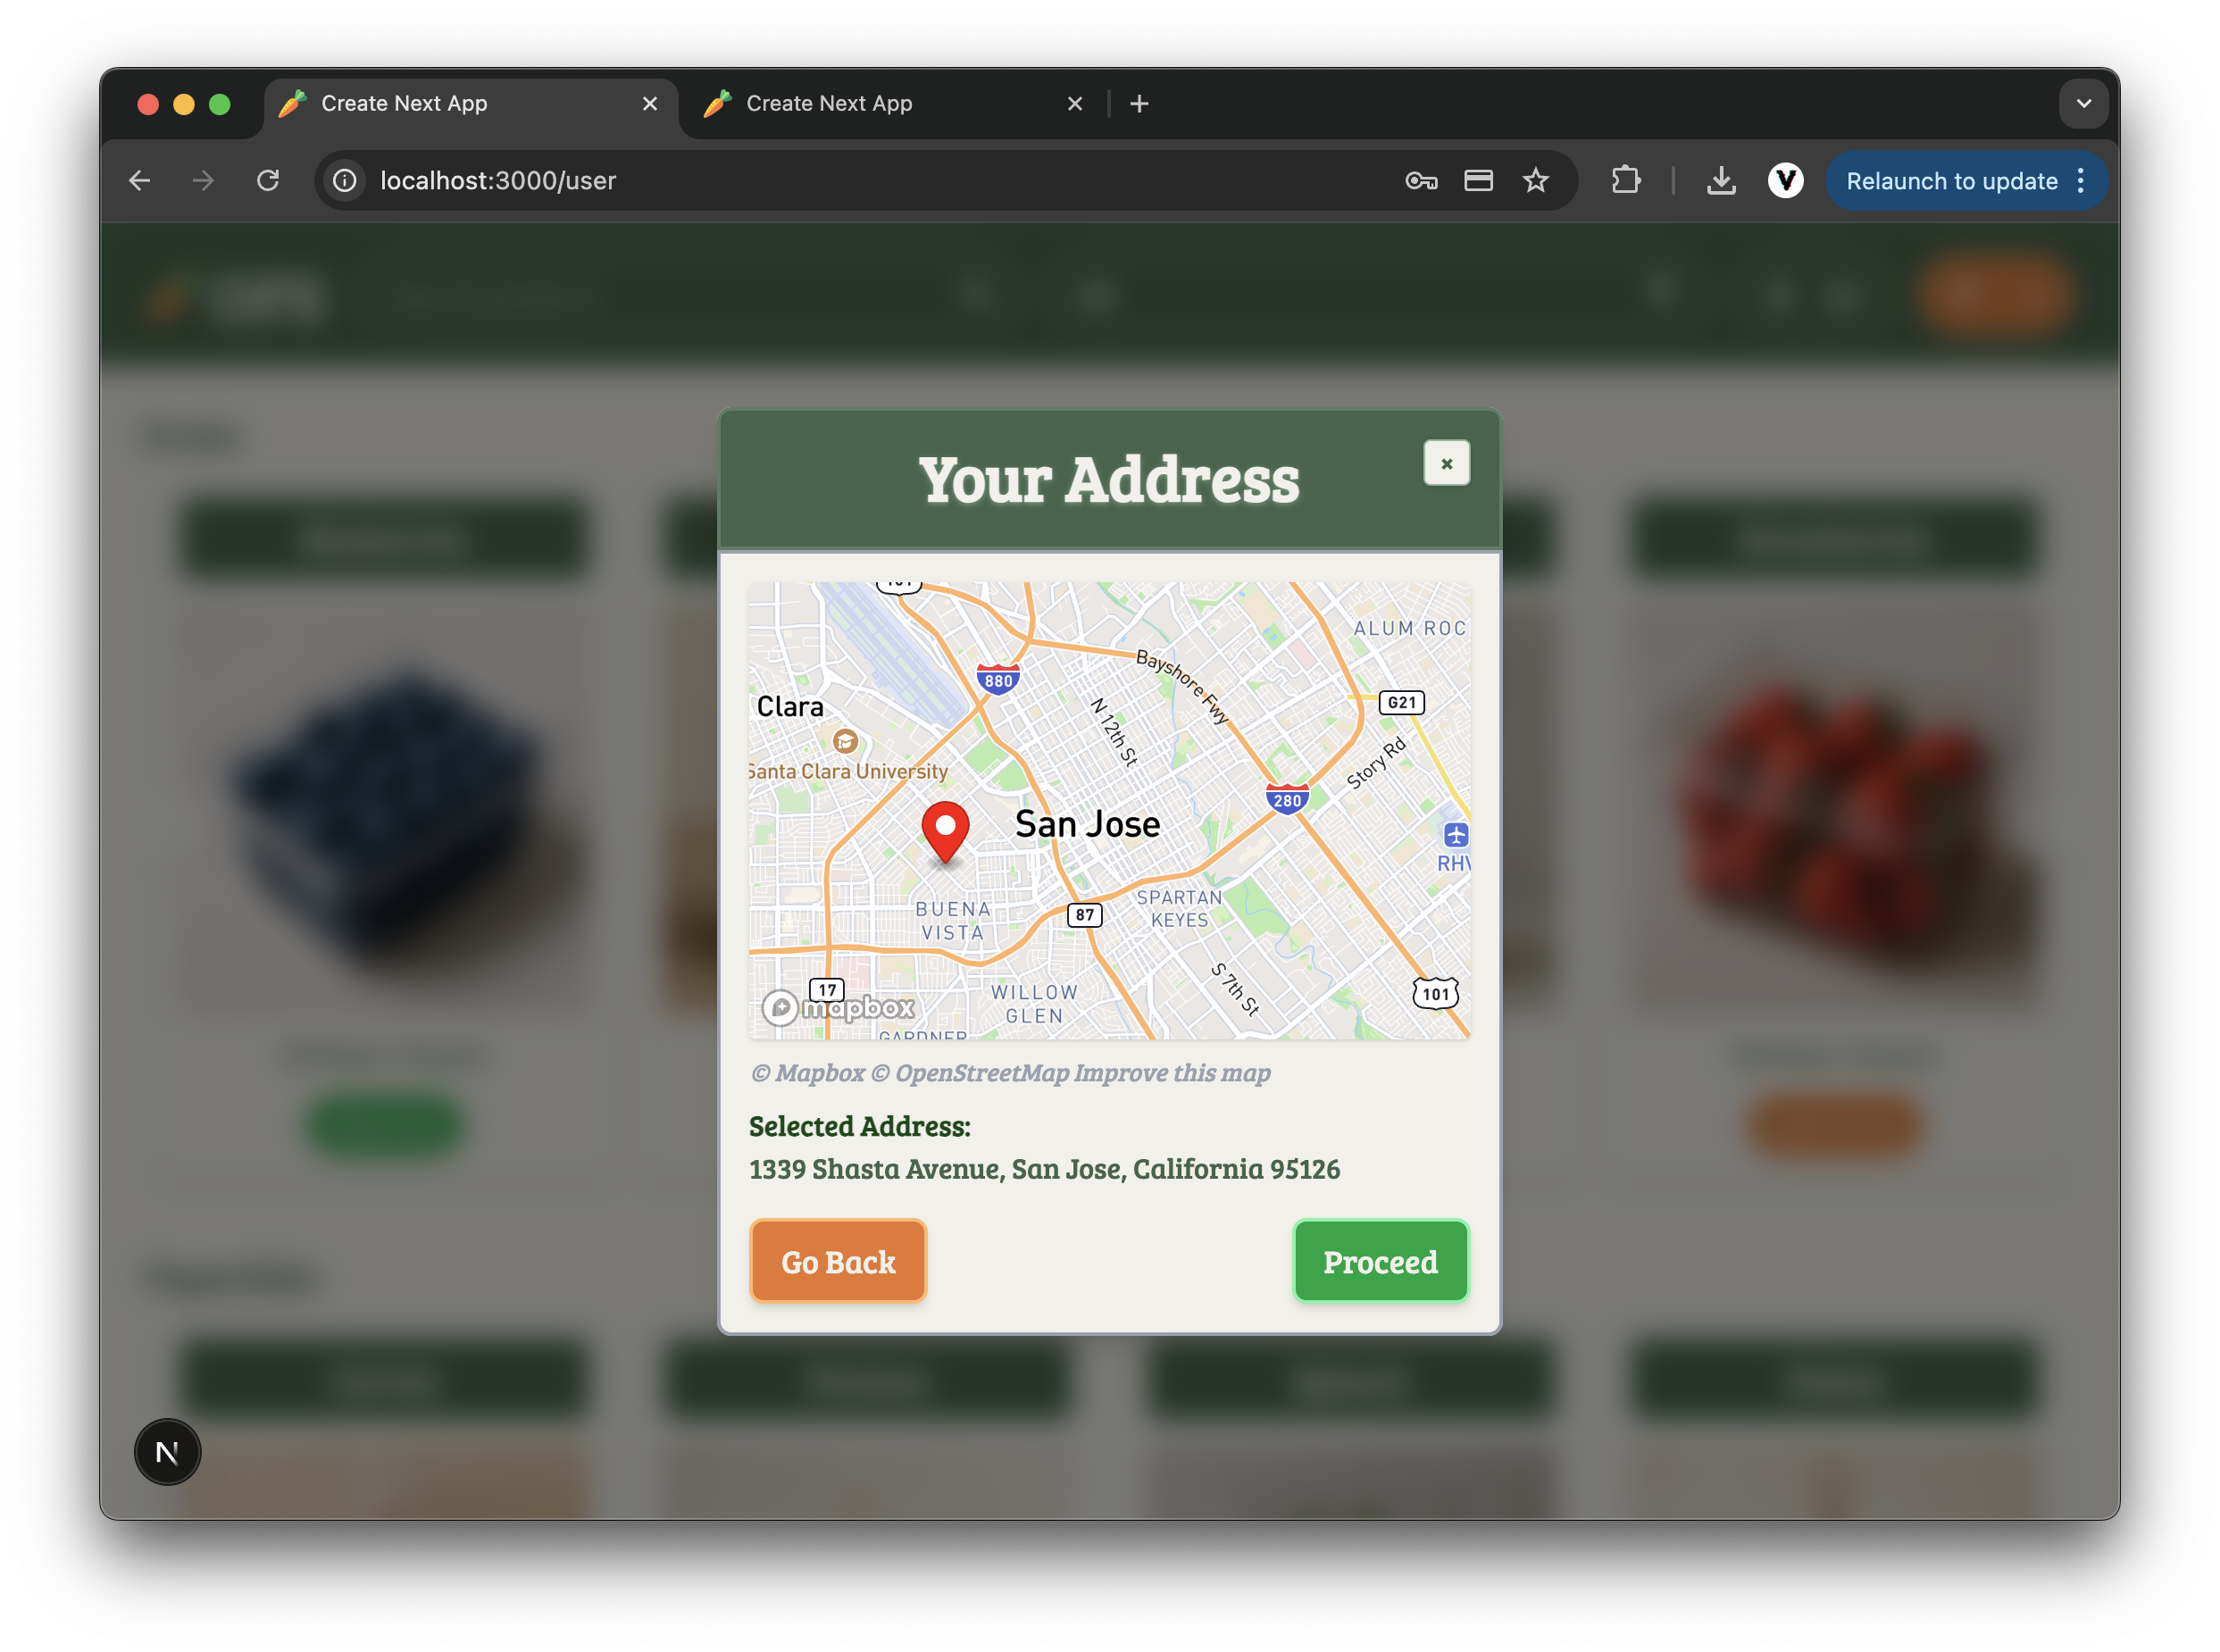 Create Next App
Create Next App
localhost:3000/user
V
Relaunch to update
Your Address
×
101
ALUM ROC
880
Bayshore Fwy
G21
Clara
N 12th St
Story Rd
Santa Clara University
280
San Jose
RHV
SPARTAN
KEYES
BUENA
VISTA
87
S 7th St
17
WILLOW
GLEN
101
mapbox
GARDNER
© Mapbox © OpenStreetMap Improve this map
Selected Address:
1339 Shasta Avenue, San Jose, California 95126
Go Back
Proceed
N